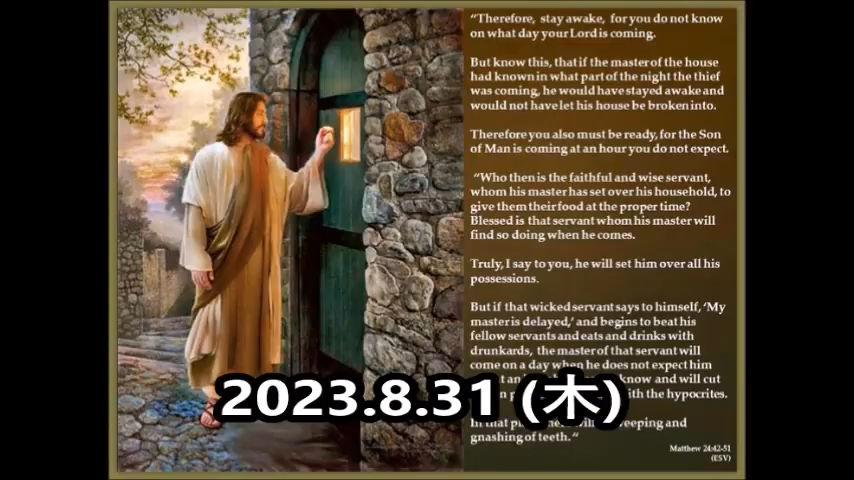 “Therefore, stay awake, for you do not know
on what day your Lord is coming.
But know this, that if the master of the house
had known in what part of the night the thief
was coming, he would have stayed awake and
would not have let his house be broken into.
Therefore you also must be ready, for the Son
of Man is coming at an hour you do not expect.
“Who then is the faithful and wise servant,
whom his master has set over his household, to
give them their food at the proper time?
Blessed is that servant whom his master will
find so doing when he comes.
Truly, I say to you, he will set him over all his
possessions.
But if that wicked servant says to himself, ‘My
master is delayed,’ and begins to beat his
fellow servants and eats and drinks with
drunkards, the master of that servant will
come on a day when he does not expect him
know and will cut
with the hypocrites.
2023.8.31 (木)
In that weeping and
gnashing of teeth.“
Matthew 24:42-51
(ESV)